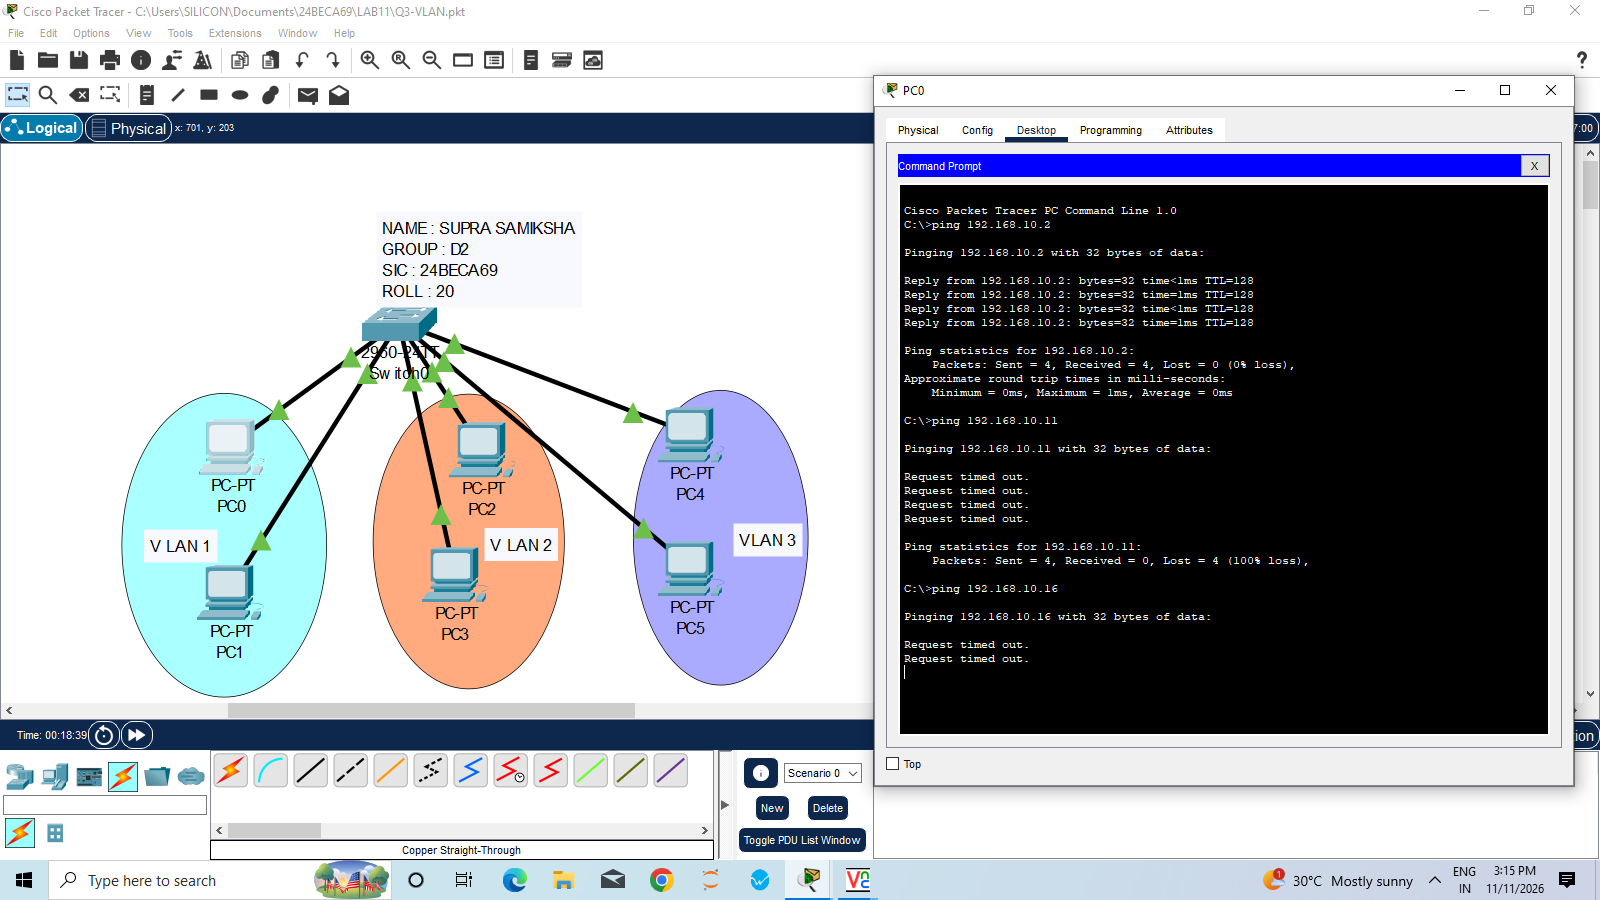 Cisco Packet Tracer - C:\Users\SILICON\Documents\24BECA69\LAB11\Q3-VLAN.pkt
File Edit Options View Tools Extensions Window Help
?
Logical Physical x: 701, y: 203
7:00
NAME : SUPRA SAMIKSHA
GROUP : D2
SIC : 24BECA69
ROLL : 20
2960-24TT
Switch0
PC-PT
PC0
V LAN 1
PC-PT
PC1
PC-PT
PC2
V LAN 2
PC-PT
PC3
PC-PT
PC4
VLAN 3
PC-PT
PC5
PC0
Physical Config Desktop Programming Attributes
Command Prompt
X
Cisco Packet Tracer PC Command Line 1.0
C:\>ping 192.168.10.2
Pinging 192.168.10.2 with 32 bytes of data:
Reply from 192.168.10.2: bytes=32 time<1ms TTL=128
Reply from 192.168.10.2: bytes=32 time=1ms TTL=128
Reply from 192.168.10.2: bytes=32 time<1ms TTL=128
Reply from 192.168.10.2: bytes=32 time=1ms TTL=128
Ping statistics for 192.168.10.2:
Packets: Sent = 4, Received = 4, Lost = 0 (0% loss),
Approximate round trip times in milli-seconds:
Minimum = 0ms, Maximum = 1ms, Average = 0ms
C:\>ping 192.168.10.11
Pinging 192.168.10.11 with 32 bytes of data:
Request timed out.
Request timed out.
Request timed out.
Request timed out.
Ping statistics for 192.168.10.11:
Packets: Sent = 4, Received = 0, Lost = 4 (100% loss),
C:\>ping 192.168.10.16
Pinging 192.168.10.16 with 32 bytes of data:
Request timed out.
Request timed out.
Top
Time: 00:18:39
ion
Scenario 0
New Delete
Toggle PDU List Window
Copper Straight-Through
Type here to search
1
30°C Mostly sunny
ENG
IN
3:15 PM
11/11/2026